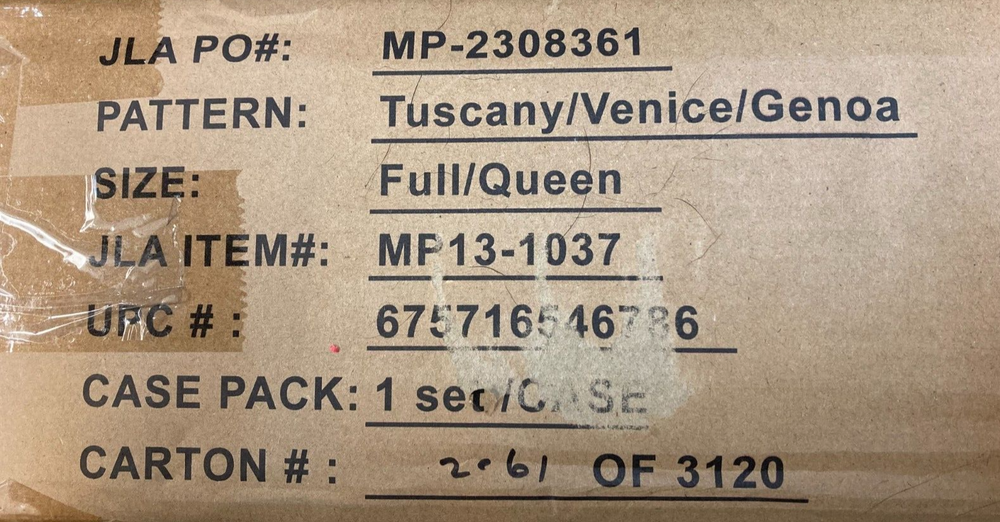 JLA PO#: MP-2308361
PATTERN: Tuscany/Venice/Genoa
SIZE: Full/Queen
JLA ITEM#: MP13-1037
UPC # : 675716546786
CASE PACK: 1 set/CASE
CARTON # : 2061 OF 3120